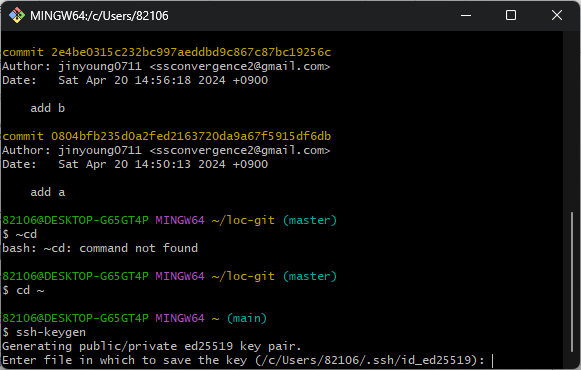 MINGW64:/c/Users/82106
commit 2e4be0315c232bc997aeddbd9c867c87bc19256c
Author: jinyoung0711 <ssconvergence2@gmail.com>
Date:   Sat Apr 20 14:56:18 2024 +0900
    add b
commit 0804bfb235d0a2fed2163720da9a67f5915df6db
Author: jinyoung0711 <ssconvergence2@gmail.com>
Date:   Sat Apr 20 14:50:13 2024 +0900
    add a
82106@DESKTOP-G65GT4P MINGW64 ~/loc-git (master)
$ ~cd
bash: ~cd: command not found
82106@DESKTOP-G65GT4P MINGW64 ~/loc-git (master)
$ cd ~
82106@DESKTOP-G65GT4P MINGW64 ~ (main)
$ ssh-keygen
Generating public/private ed25519 key pair.
Enter file in which to save the key (/c/Users/82106/.ssh/id_ed25519):